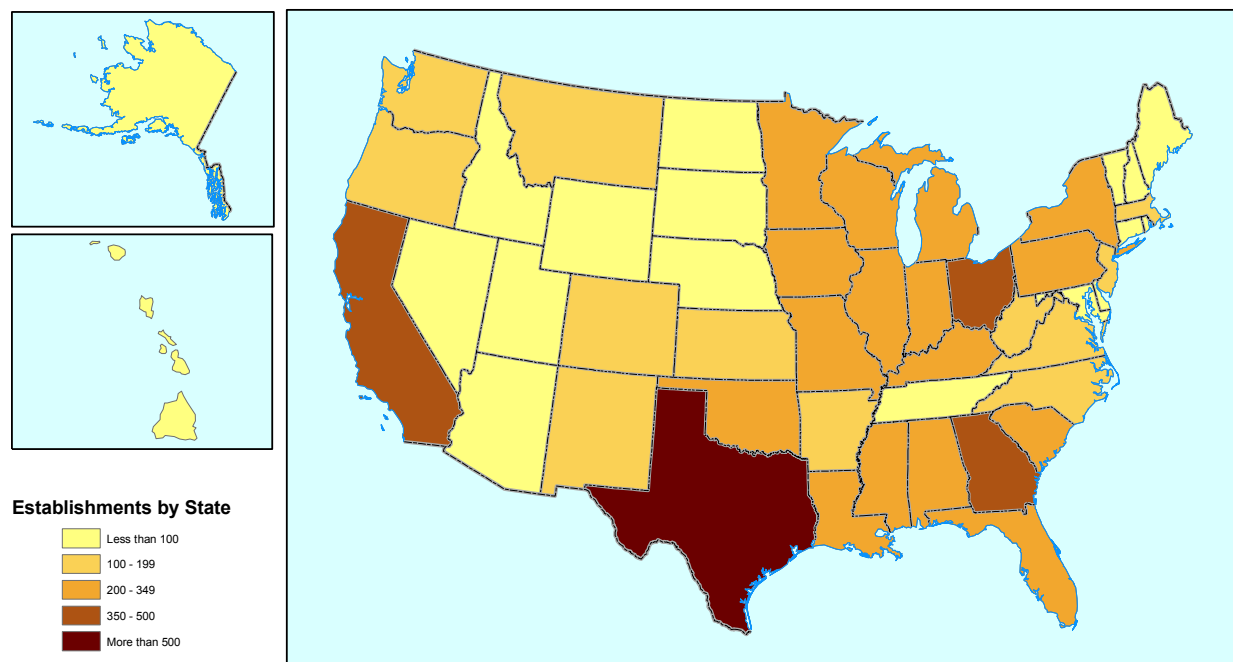 Establishments by State
Less than 100
100 - 199
200 - 349
350 - 500
More than 500